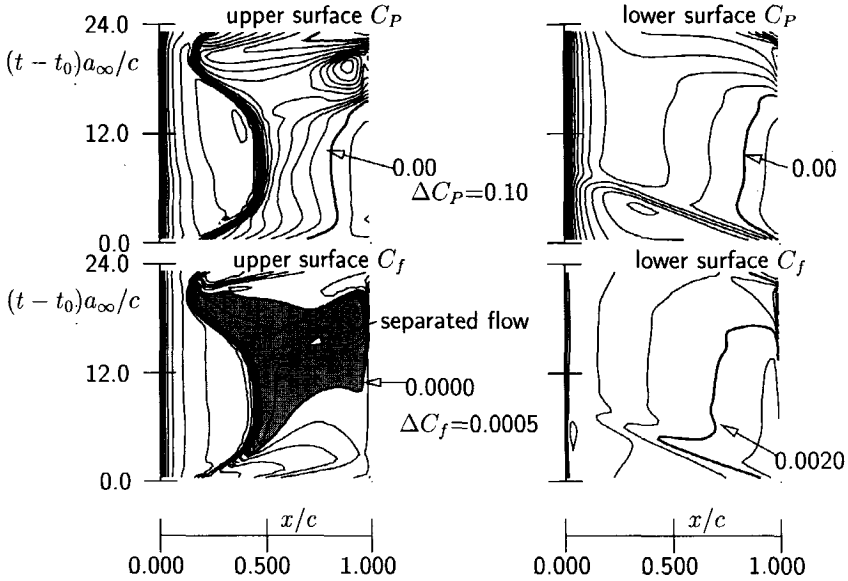 upper surface C_P
lower surface C_P
24.0
(t − t_0)a_∞/c
12.0
0.0
0.00
ΔC_P=0.10
0.00
upper surface C_f
lower surface C_f
24.0
(t − t_0)a_∞/c
12.0
0.0
separated flow
0.0000
ΔC_f=0.0005
0.0020
x/c
x/c
0.000 0.500 1.000
0.000 0.500 1.000